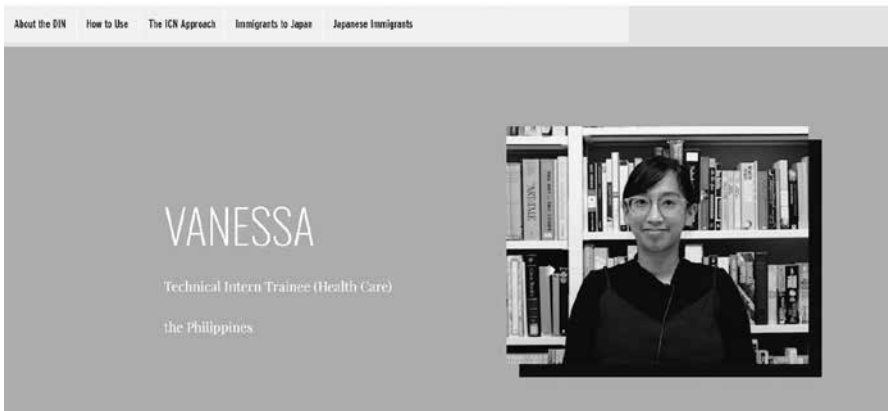 About the DIN How to Use The ICN Approach Immigrants to Japan Japanese Immigrants
VANESSA
Technical Intern Trainee (Health Care)
the Philippines